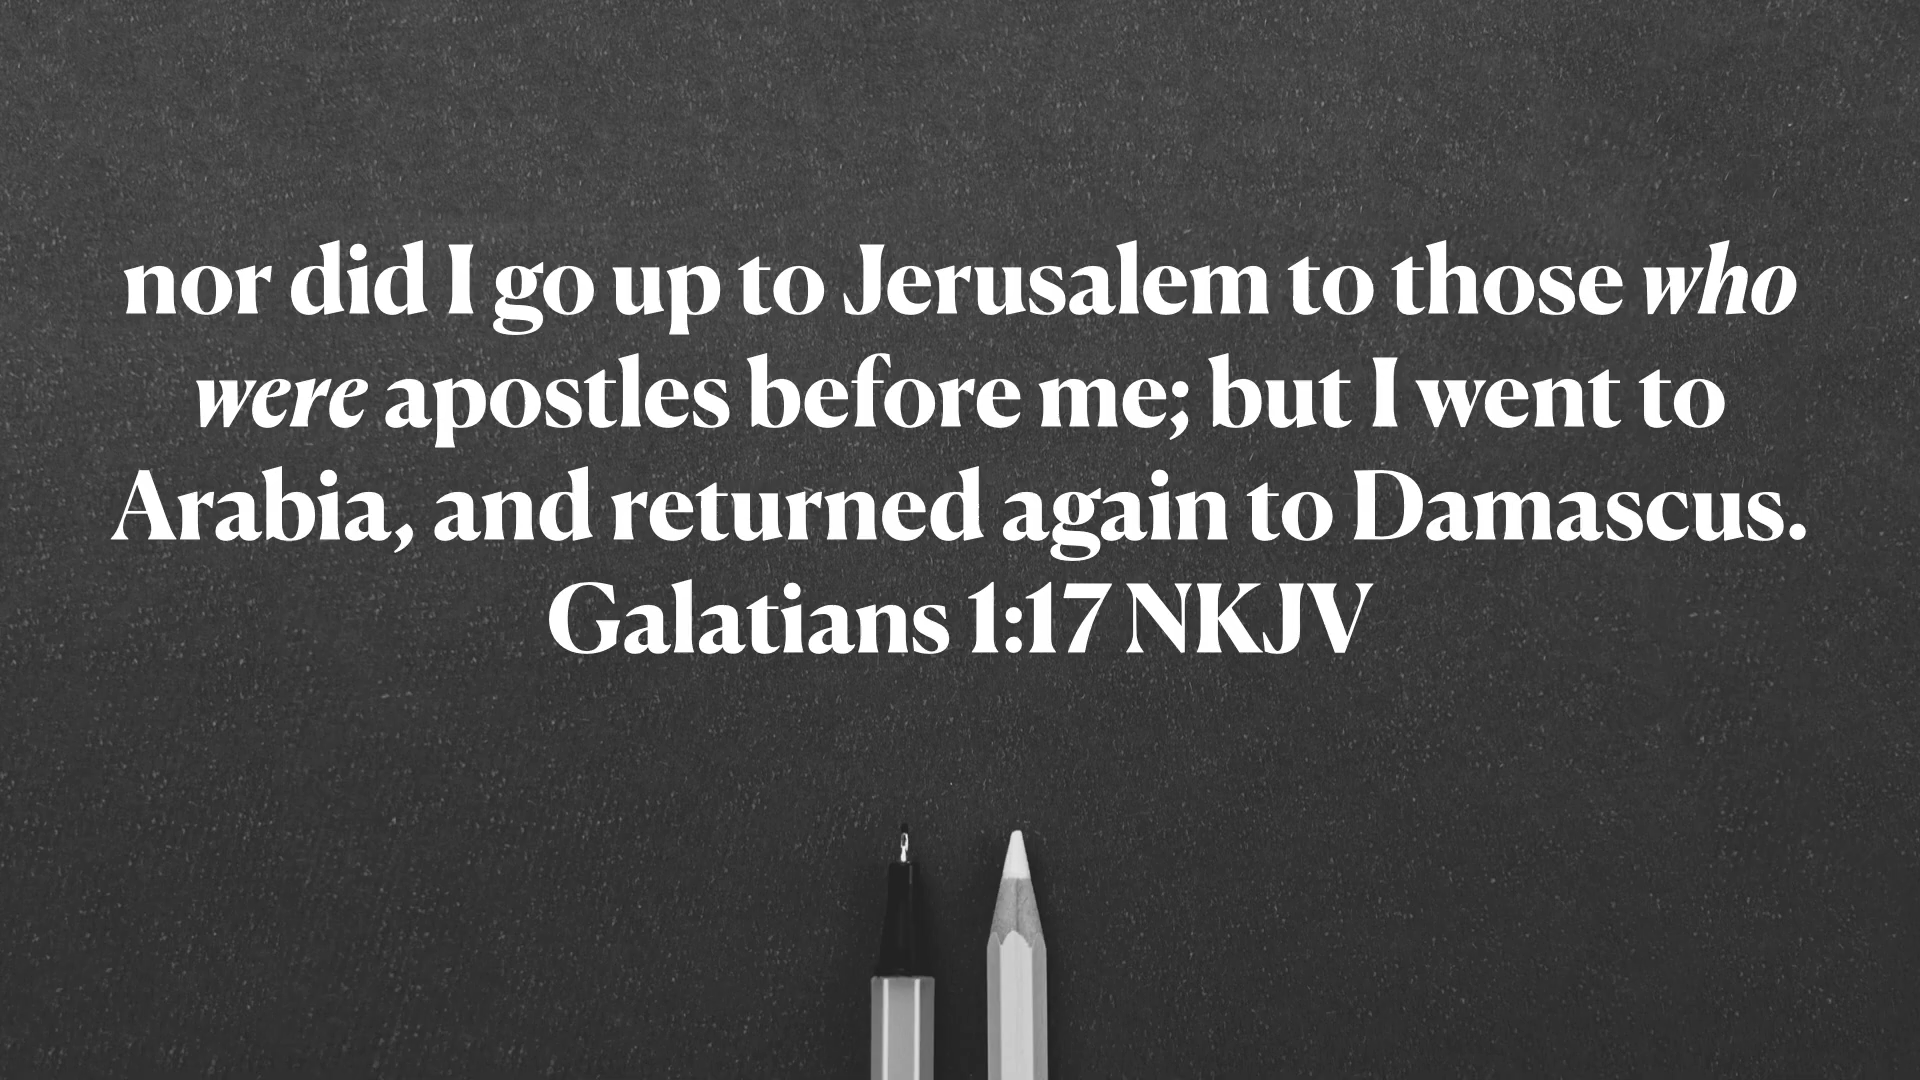 nor did I go up to Jerusalem to those who
were apostles before me; but I went to
Arabia, and returned again to Damascus.
Galatians 1:17 NKJV